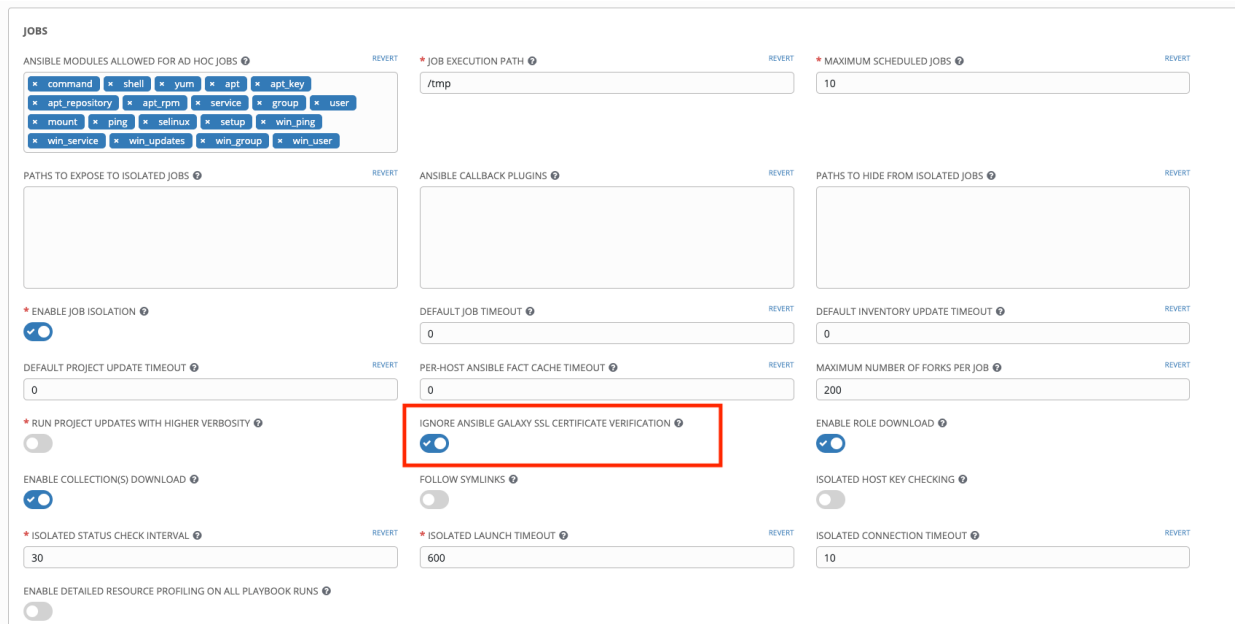 JOBS
ANSIBLE MODULES ALLOWED FOR AD HOC JOBS ? REVERT
× command × shell × yum × apt × apt_key
× apt_repository × apt_rpm × service × group × user
× mount × ping × selinux × setup × win_ping
× win_service × win_updates × win_group × win_user
* JOB EXECUTION PATH ? REVERT
/tmp
* MAXIMUM SCHEDULED JOBS ? REVERT
10
PATHS TO EXPOSE TO ISOLATED JOBS ? REVERT
ANSIBLE CALLBACK PLUGINS ? REVERT
PATHS TO HIDE FROM ISOLATED JOBS ? REVERT
* ENABLE JOB ISOLATION ?
DEFAULT JOB TIMEOUT ? REVERT
0
DEFAULT INVENTORY UPDATE TIMEOUT ? REVERT
0
DEFAULT PROJECT UPDATE TIMEOUT ? REVERT
0
PER-HOST ANSIBLE FACT CACHE TIMEOUT ? REVERT
0
MAXIMUM NUMBER OF FORKS PER JOB ? REVERT
200
* RUN PROJECT UPDATES WITH HIGHER VERBOSITY ?
IGNORE ANSIBLE GALAXY SSL CERTIFICATE VERIFICATION ?
ENABLE ROLE DOWNLOAD ?
ENABLE COLLECTION(S) DOWNLOAD ?
FOLLOW SYMLINKS ?
ISOLATED HOST KEY CHECKING ?
* ISOLATED STATUS CHECK INTERVAL ? REVERT
30
* ISOLATED LAUNCH TIMEOUT ? REVERT
600
ISOLATED CONNECTION TIMEOUT ? REVERT
10
ENABLE DETAILED RESOURCE PROFILING ON ALL PLAYBOOK RUNS ?